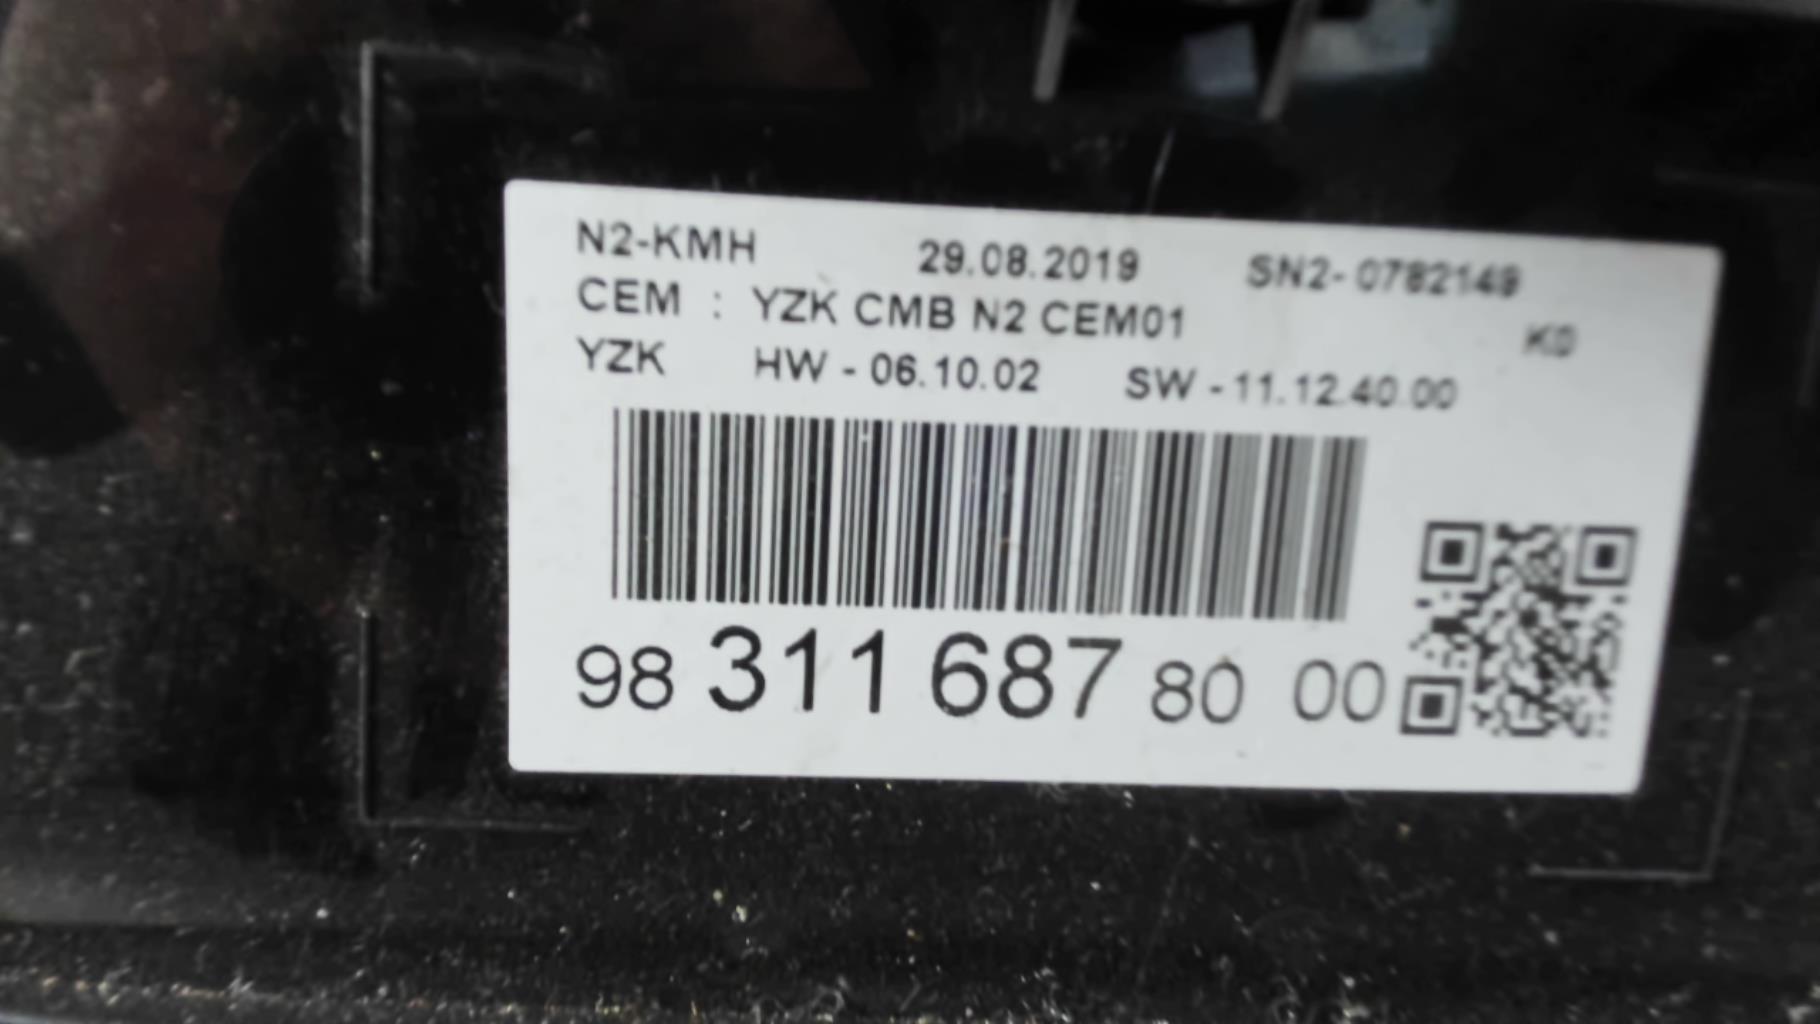 N2-KMH 29.08.2019 SN2-0782149
CEM : YZK CMB N2 CEM01 K0
YZK HW - 06.10.02 SW - 11.12.40.00
98 311 687 80 00